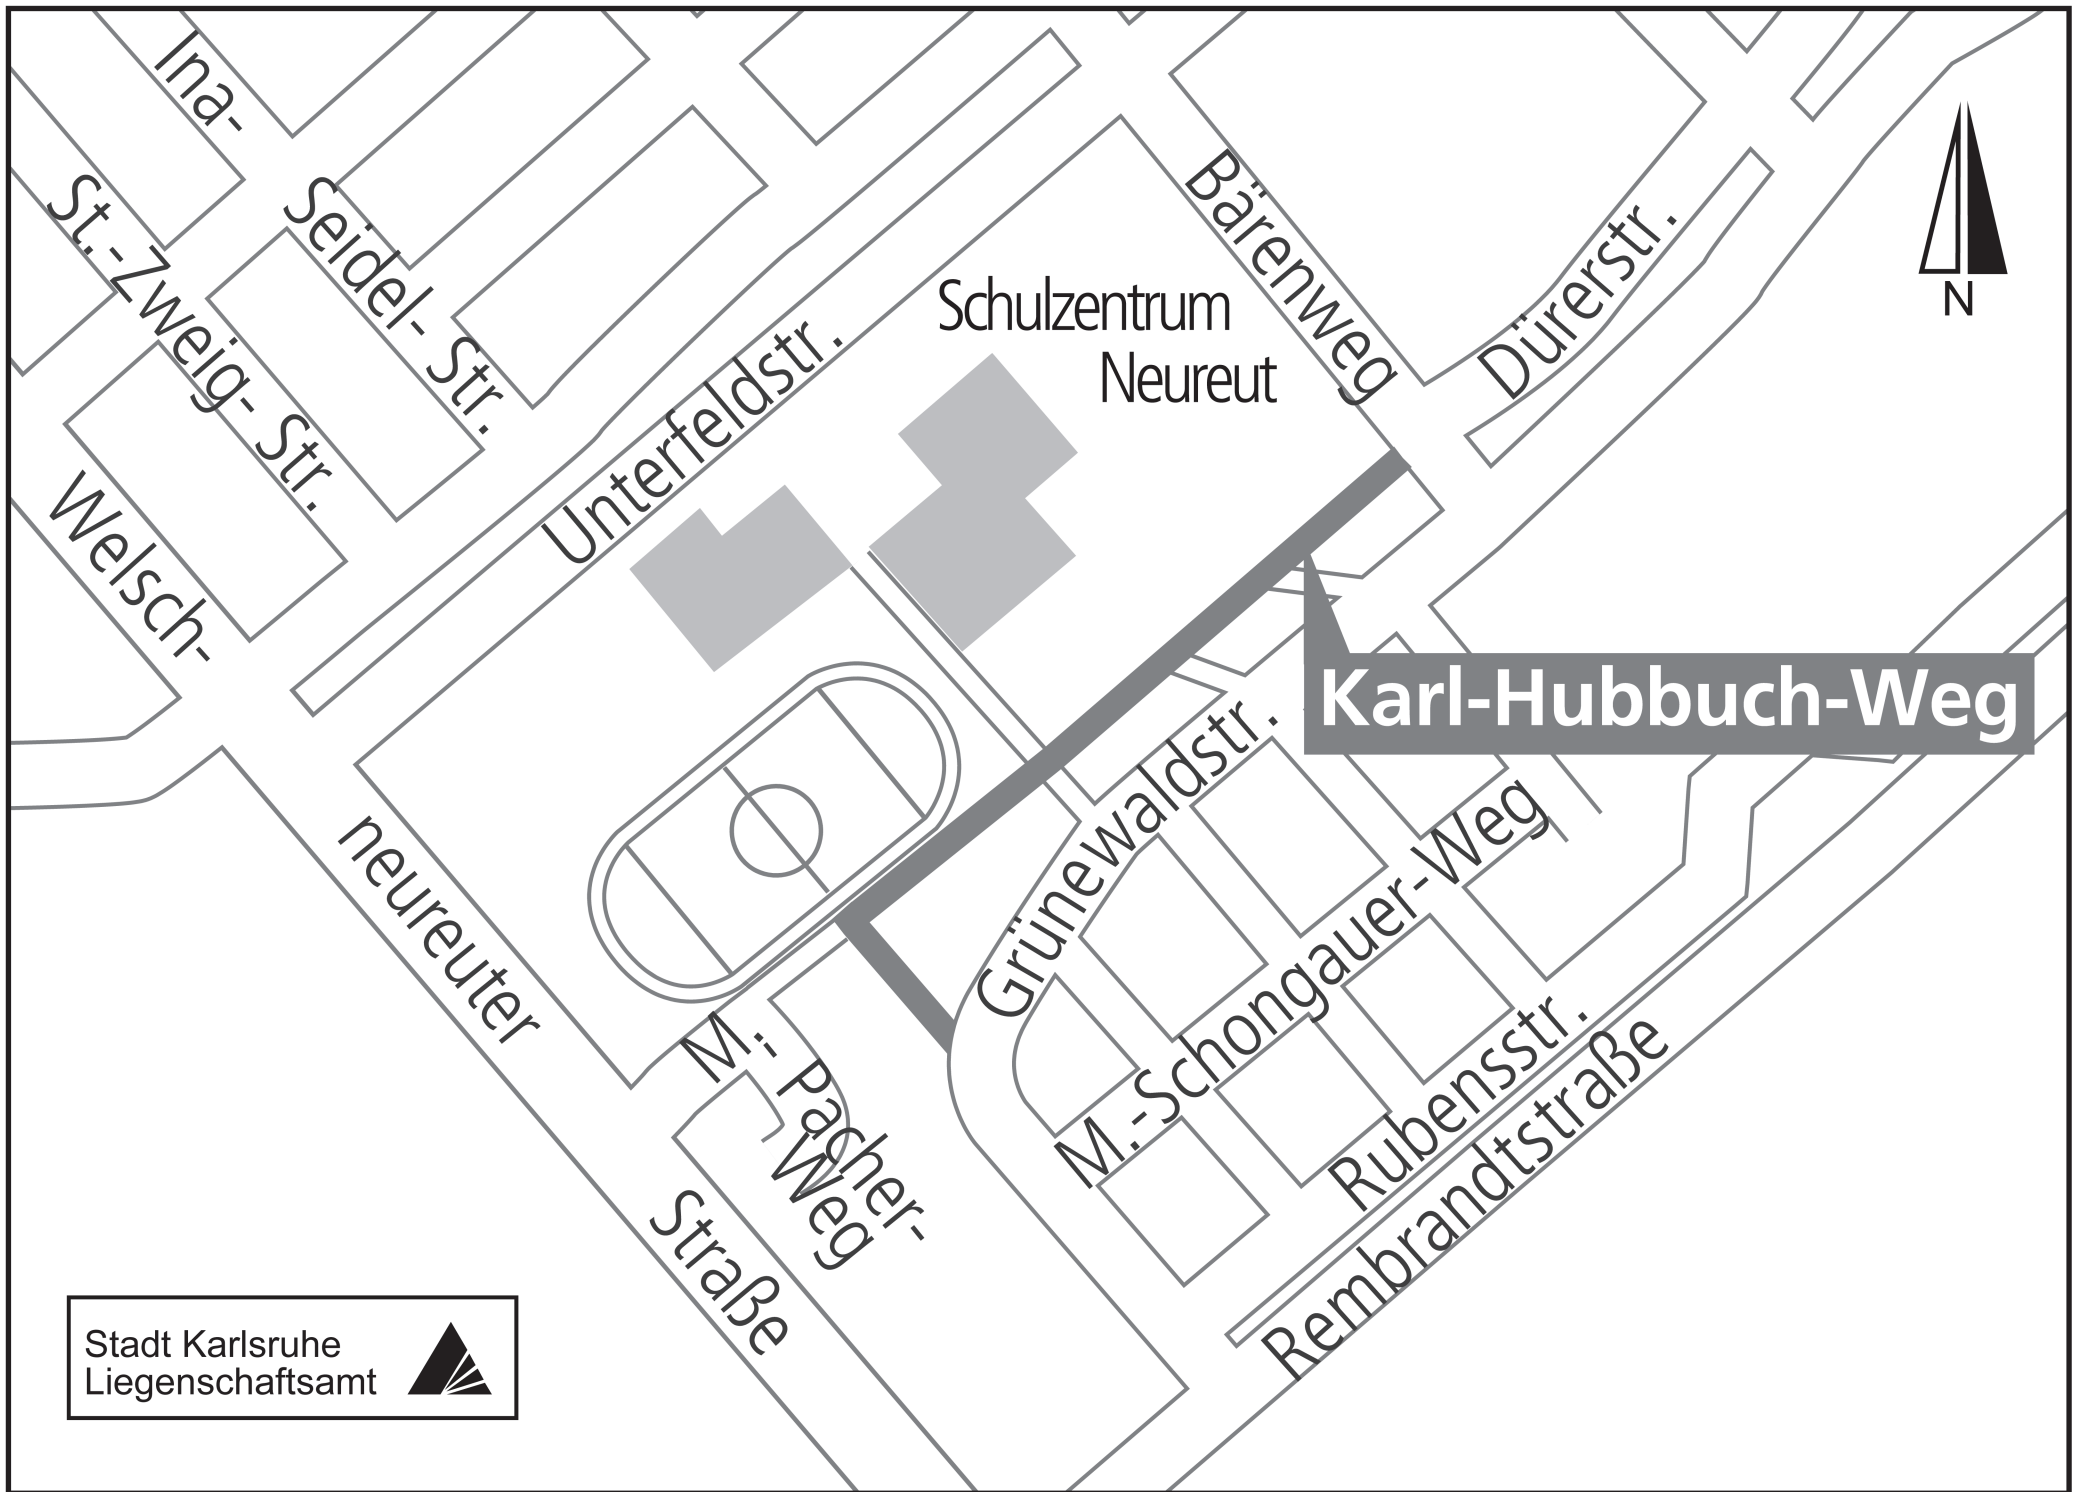 Ina-
Seidel- Str.
St.-Zweig- Str.
Welsch-
neureuter
Straße
Unterfeldstr.
Schulzentrum
Neureut
Bärenweg
Dürerstr.
N
Karl-Hubbuch-Weg
Grünewaldstr.
M.-Schongauer-Weg
M.- Pacher-
Weg
Rubensstr.
Rembrandtstraße
Stadt Karlsruhe
Liegenschaftsamt